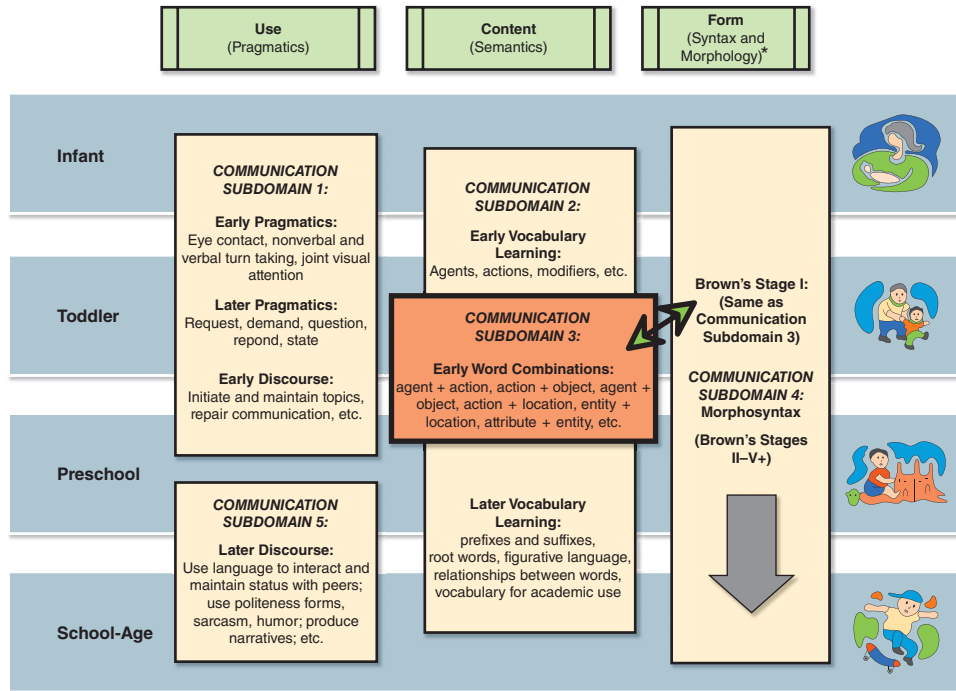 Use
(Pragmatics)
Content
(Semantics)
Form
(Syntax and
Morphology)*
Infant
Toddler
Preschool
School-Age
COMMUNICATION
SUBDOMAIN 1:
Early Pragmatics:
Eye contact, nonverbal and
verbal turn taking, joint visual
attention
Later Pragmatics:
Request, demand, question,
repond, state
Early Discourse:
Initiate and maintain topics,
repair communication, etc.
COMMUNICATION
SUBDOMAIN 5:
Later Discourse:
Use language to interact and
maintain status with peers;
use politeness forms,
sarcasm, humor; produce
narratives; etc.
COMMUNICATION
SUBDOMAIN 2:
Early Vocabulary
Learning:
Agents, actions, modifiers, etc.
COMMUNICATION
SUBDOMAIN 3:
Early Word Combinations:
agent + action, action + object, agent +
object, action + location, entity +
location, attribute + entity, etc.
Later Vocabulary
Learning:
prefixes and suffixes,
root words, figurative language,
relationships between words,
vocabulary for academic use
Brown's Stage I:
(Same as
Communication
Subdomain 3)
COMMUNICATION
SUBDOMAIN 4:
Morphosyntax
(Brown's Stages
II–V+)